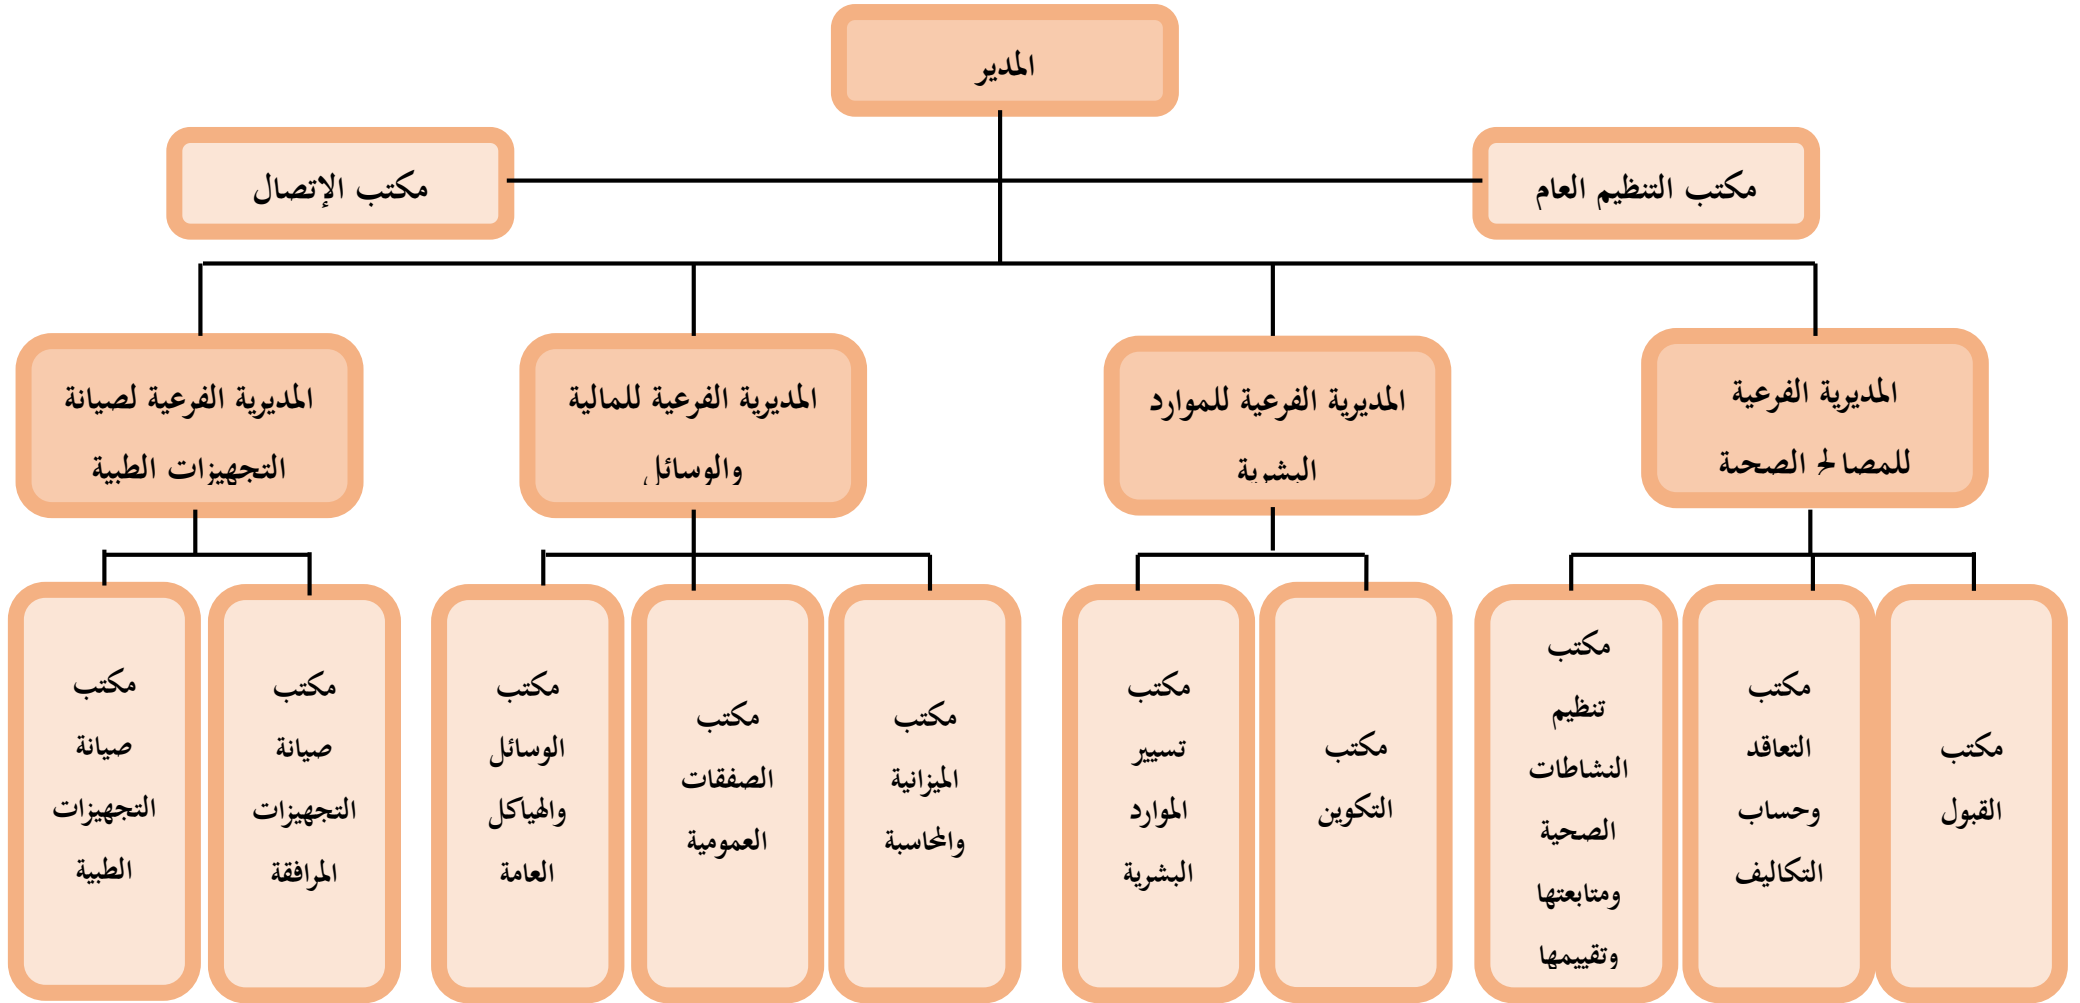 المدير
مكتب التنظيم العام
مكتب الإتصال
المديرية الفرعية
للمصالح الصحية
المديرية الفرعية للموارد
البشرية
المديرية الفرعية للمالية
والوسائل
المديرية الفرعية لصيانة
التجهيزات الطبية
مكتب
القبول
مكتب
التعاقد
وحساب
التكاليف
مكتب
تنظيم
النشاطات
الصحية
ومتابعتها
وتقييمها
مكتب
التكوين
مكتب
تسيير
الموارد
البشرية
مكتب
الميزانية
والمحاسبة
مكتب
الصفقات
العمومية
مكتب
الوسائل
والهياكل
العامة
مكتب
صيانة
التجهيزات
المرافقة
مكتب
صيانة
التجهيزات
الطبية